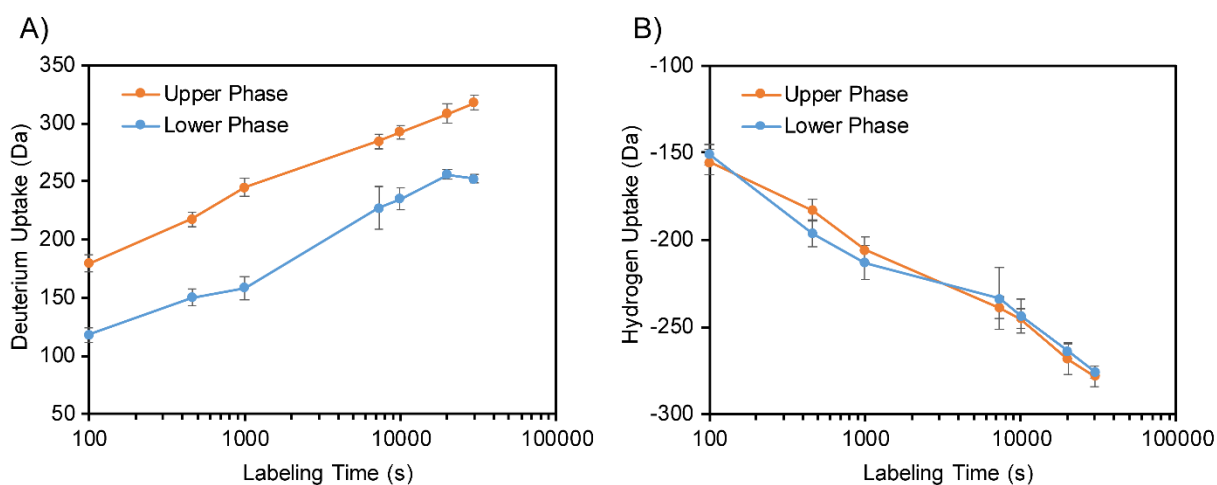 A)
350
300
250
200
150
100
50
Deuterium Uptake (Da)
Upper Phase
Lower Phase
100
1000
10000
100000
Labeling Time (s)
B)
-100
-150
-200
-250
-300
Hydrogen Uptake (Da)
Upper Phase
Lower Phase
100
1000
10000
100000
Labeling Time (s)